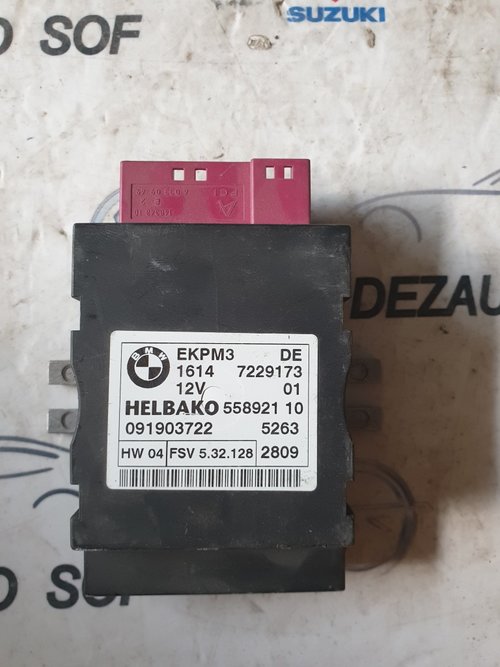 O SOF
SUZUKI
DEZAU
BMW
EKPM3 DE
1614 7229173
12V 01
HELBAKO 558921 10
091903722 5263
HW 04 FSV 5.32.128 2809
O SOF